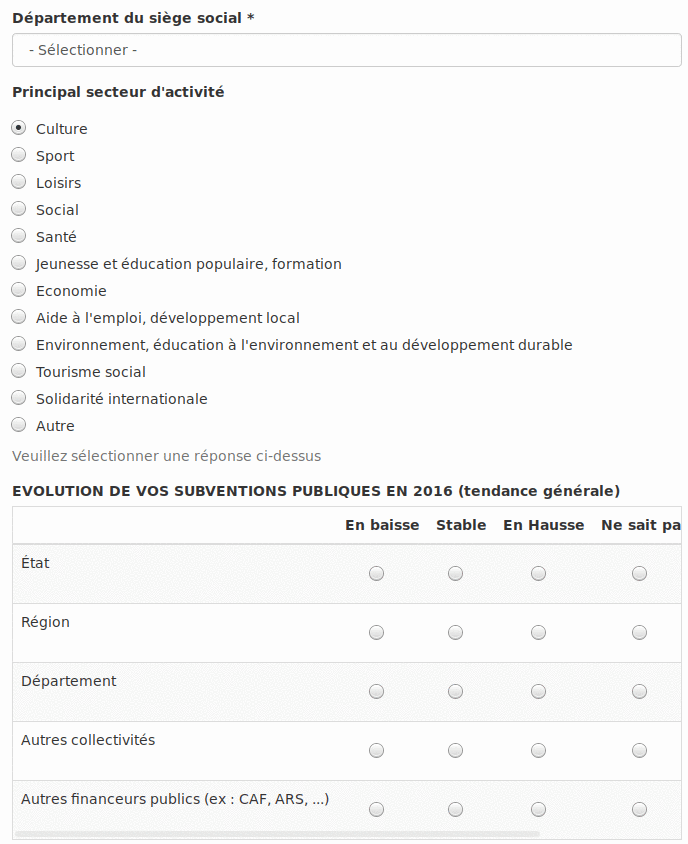 Département du siège social *
- Sélectionner -
Principal secteur d'activité
Culture
Sport
Loisirs
Social
Santé
Jeunesse et éducation populaire, formation
Economie
Aide à l'emploi, développement local
Environnement, éducation à l'environnement et au développement durable
Tourisme social
Solidarité internationale
Autre
Veuillez sélectionner une réponse ci-dessus
EVOLUTION DE VOS SUBVENTIONS PUBLIQUES EN 2016 (tendance générale)
En baisse Stable En Hausse Ne sait pa
État
Région
Département
Autres collectivités
Autres financeurs publics (ex : CAF, ARS, ...)